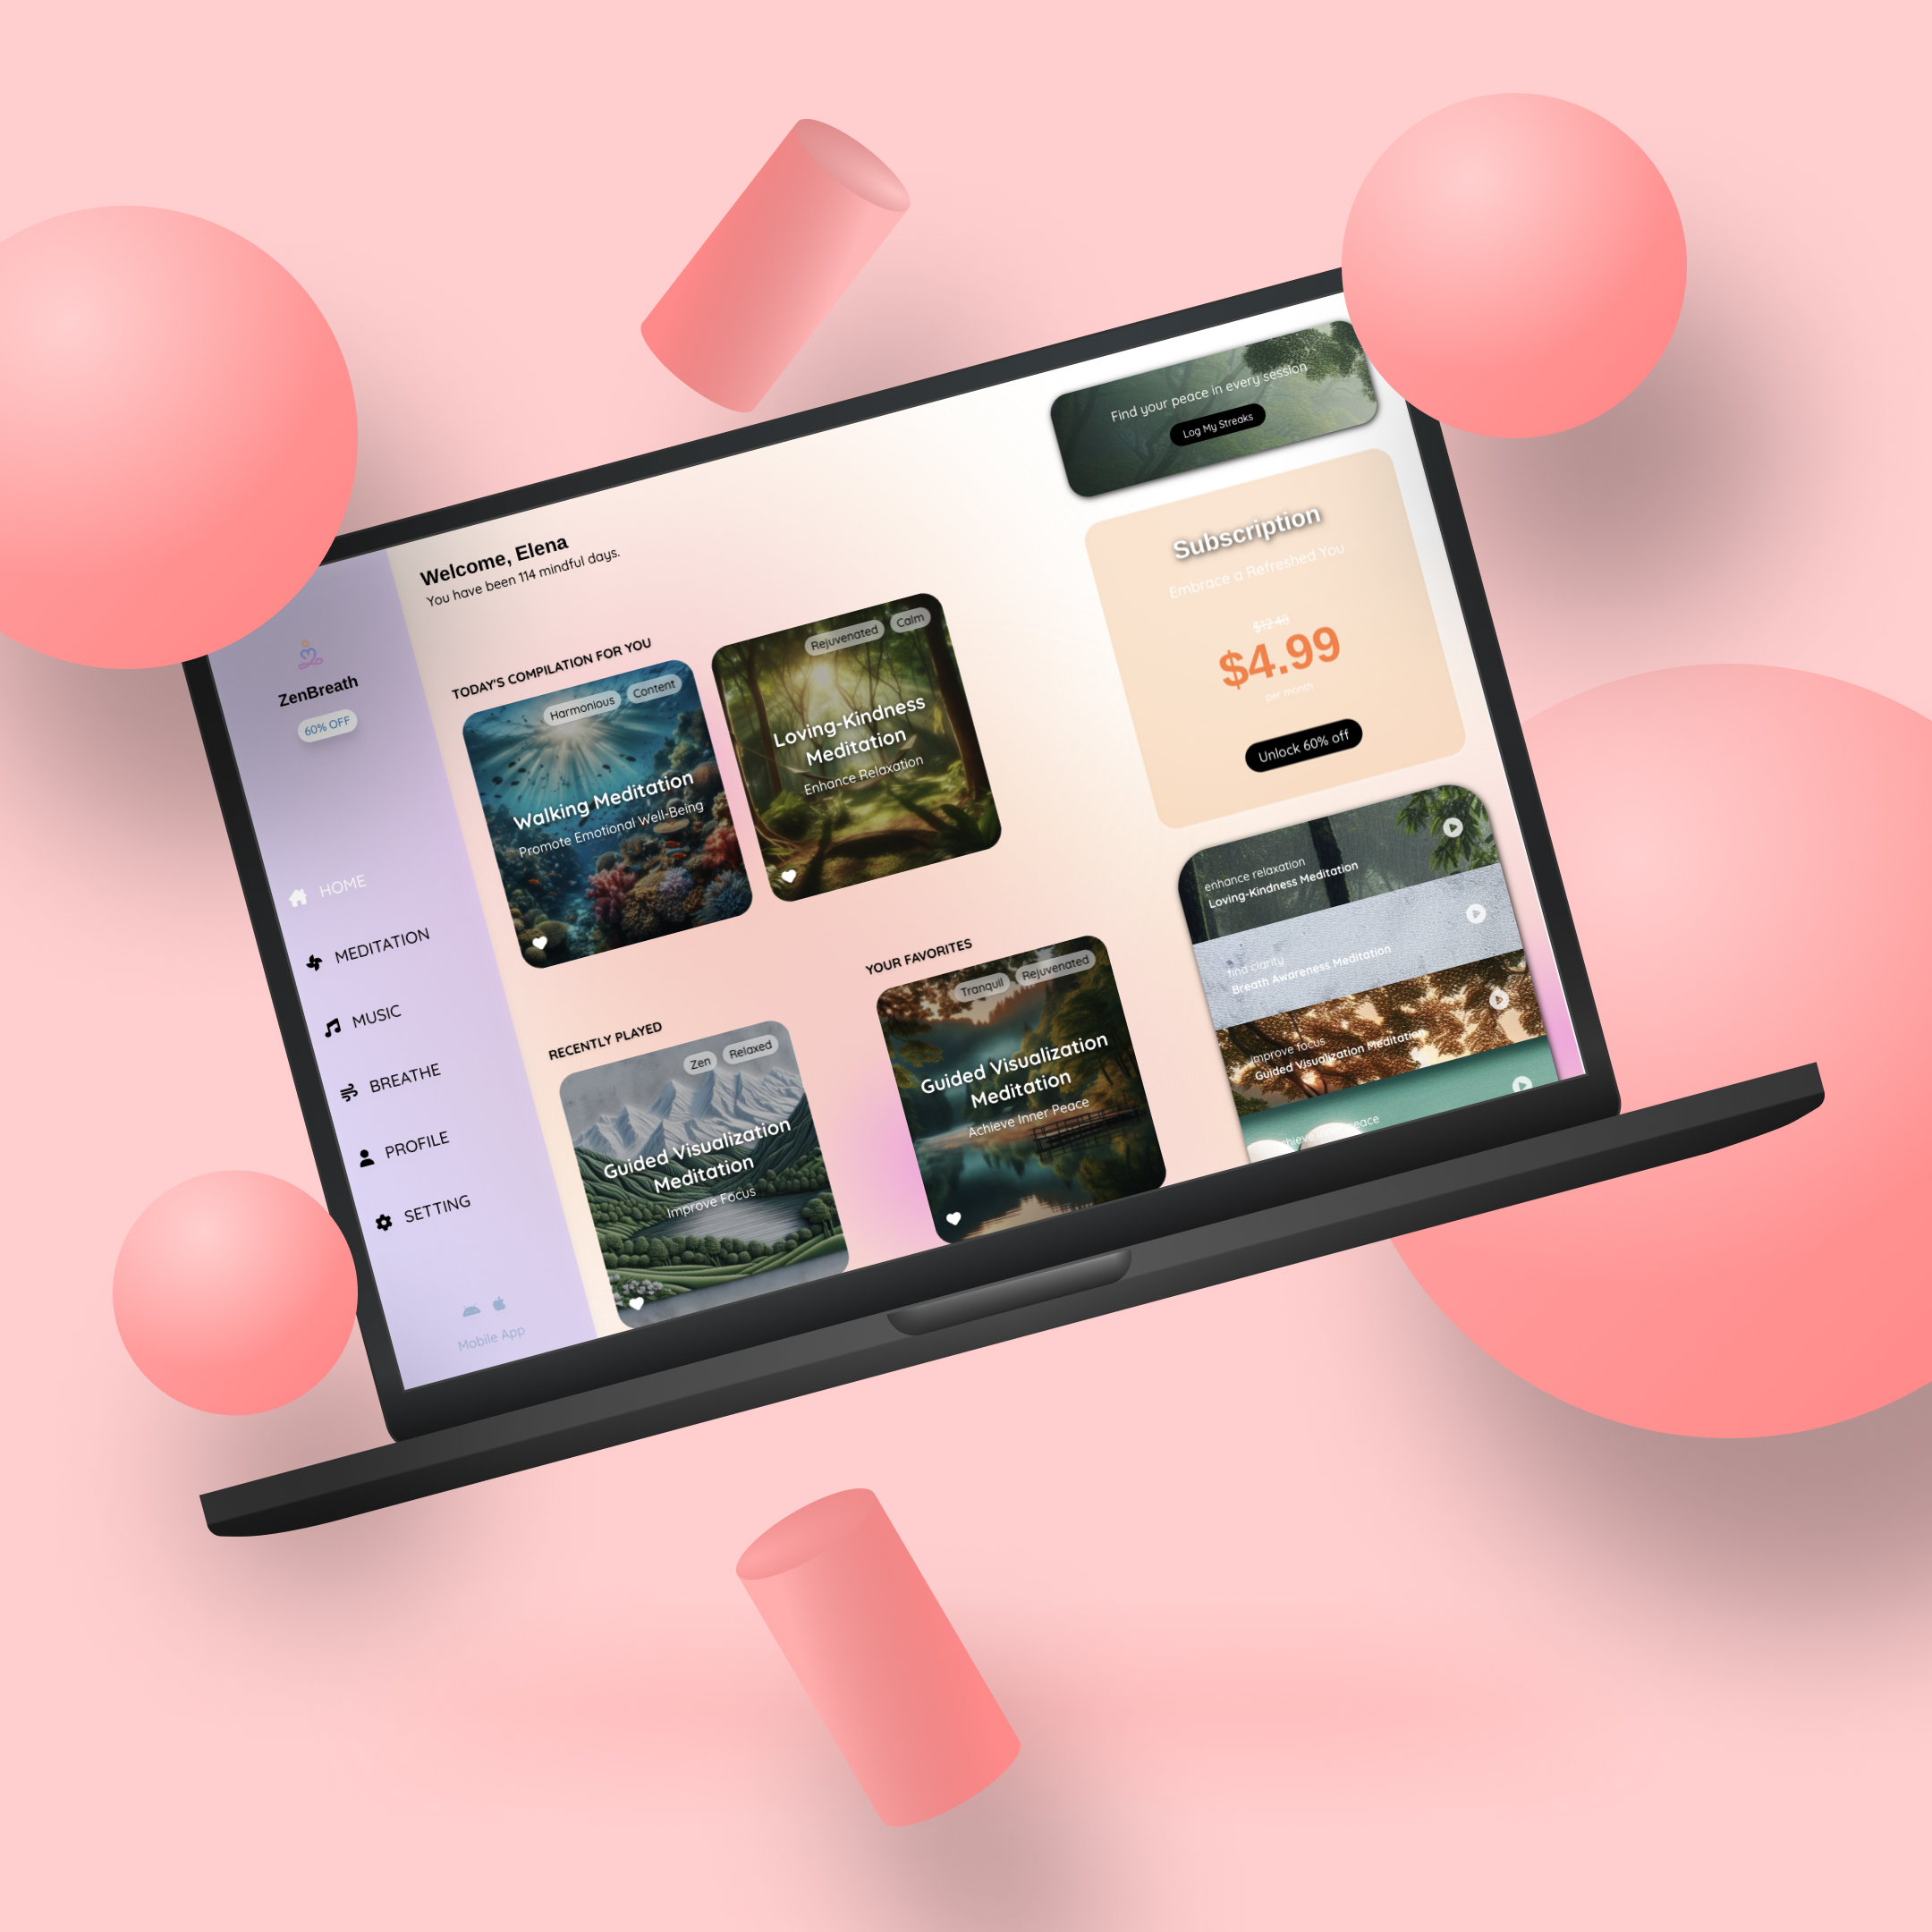 ZenBreath
60% OFF
HOME
MEDITATION
MUSIC
BREATHE
PROFILE
SETTING
Mobile App
Welcome, Elena
You have been 114 mindful days.
TODAY'S COMPILATION FOR YOU
Harmonious
Content
Walking Meditation
Promote Emotional Well-Being
Rejuvenated
Calm
Loving-Kindness
Meditation
Enhance Relaxation
RECENTLY PLAYED
Zen
Relaxed
Guided Visualization
Meditation
Improve Focus
YOUR FAVORITES
Tranquil
Rejuvenated
Guided Visualization
Meditation
Achieve Inner Peace
Find your peace in every session
Log My Streaks
Subscription
Embrace a Refreshed You
$12.48
$4.99
per month
Unlock 60% off
enhance relaxation
Loving-Kindness Meditation
find clarity
Breath Awareness Meditation
improve focus
Guided Visualization Meditation
peace